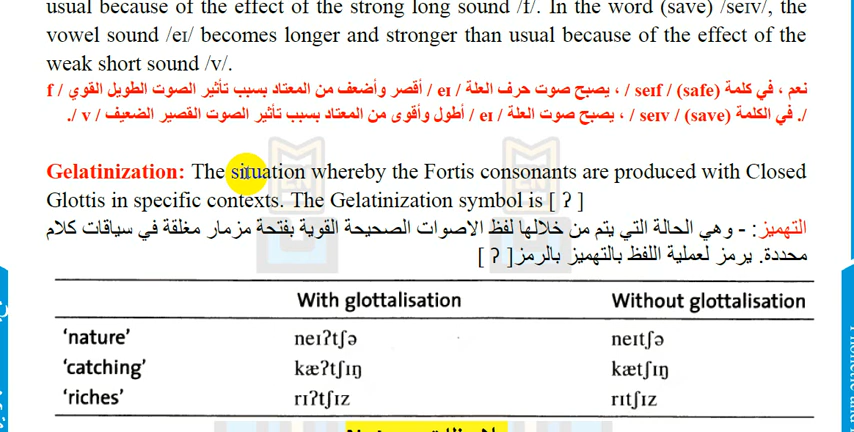 usual because of the effect of the strong long sound /f/. In the word (save) /seɪv/, the
vowel sound /eɪ/ becomes longer and stronger than usual because of the effect of the
weak short sound /v/.
نعم ، في كلمة (safe) / seɪf / ، يصبح صوت حرف العلة / eɪ / أقصر وأضعف من المعتاد بسبب تأثير الصوت الطويل القوي / f
/. في الكلمة (save) / seɪv / ، يصبح صوت العلة / eɪ / أطول وأقوى من المعتاد بسبب تأثير الصوت القصير الضعيف / v /.
Gelatinization: The situation whereby the Fortis consonants are produced with Closed
Glottis in specific contexts. The Gelatinization symbol is [ ʔ ]
التهميز: - وهي الحالة التي يتم من خلالها لفظ الاصوات الصحيحة القوية بفتحة مزمار مغلقة في سياقات كلام
محددة. يرمز لعملية اللفظ بالتهميز بالرمز [ ʔ ]
With glottalisation Without glottalisation
‘nature’ neɪʔtʃə neɪtʃə
‘catching’ kæʔtʃɪŋ kætʃɪŋ
‘riches’ rɪʔtʃɪz rɪtʃɪz